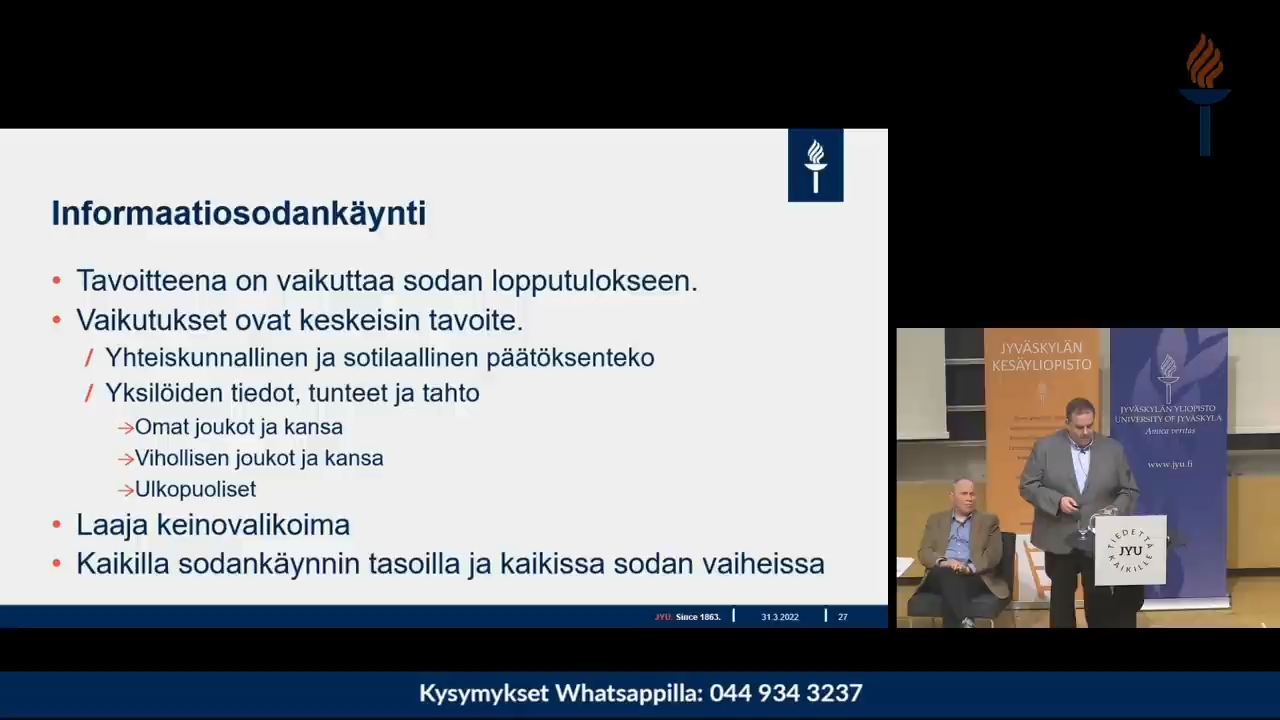 Informaatiosodankäynti
• Tavoitteena on vaikuttaa sodan lopputulokseen.
• Vaikutukset ovat keskeisin tavoite.
/ Yhteiskunnallinen ja sotilaallinen päätöksenteko
/ Yksilöiden tiedot, tunteet ja tahto
→Omat joukot ja kansa
→Vihollisen joukot ja kansa
→Ulkopuoliset
• Laaja keinovalikoima
• Kaikilla sodankäynnin tasoilla ja kaikissa sodan vaiheissa
JYU. Since 1863.
31.3.2022
27
JYVÄSKYLÄN
KESÄYLIOPISTO
JYVÄSKYLÄN YLIOPISTO
UNIVERSITY OF JYVÄSKYLÄ
Amica veritas
www.jyu.fi
TIEDETTÄ
JYU
KAIKILLE
Kysymykset Whatsappilla: 044 934 3237